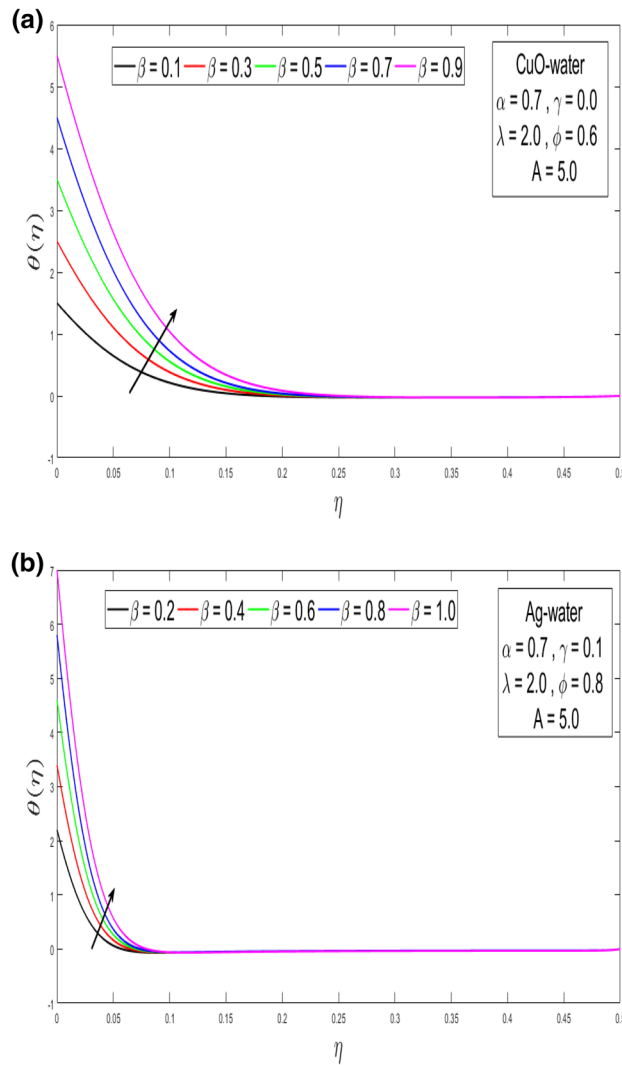 (a)
6
5
4
3
2
1
0
-1
θ(η)
β = 0.1 β = 0.3 β = 0.5 β = 0.7 β = 0.9
CuO-water
α = 0.7 , γ = 0.0
λ = 2.0 , ϕ = 0.6
A = 5.0
0 0.05 0.1 0.15 0.2 0.25 0.3 0.35 0.4 0.45
η
(b)
7
6
5
4
3
2
1
0
-1
θ(η)
β = 0.2 β = 0.4 β = 0.6 β = 0.8 β = 1.0
Ag-water
α = 0.7 , γ = 0.1
λ = 2.0 , ϕ = 0.8
A = 5.0
0 0.05 0.1 0.15 0.2 0.25 0.3 0.35 0.4 0.45
η